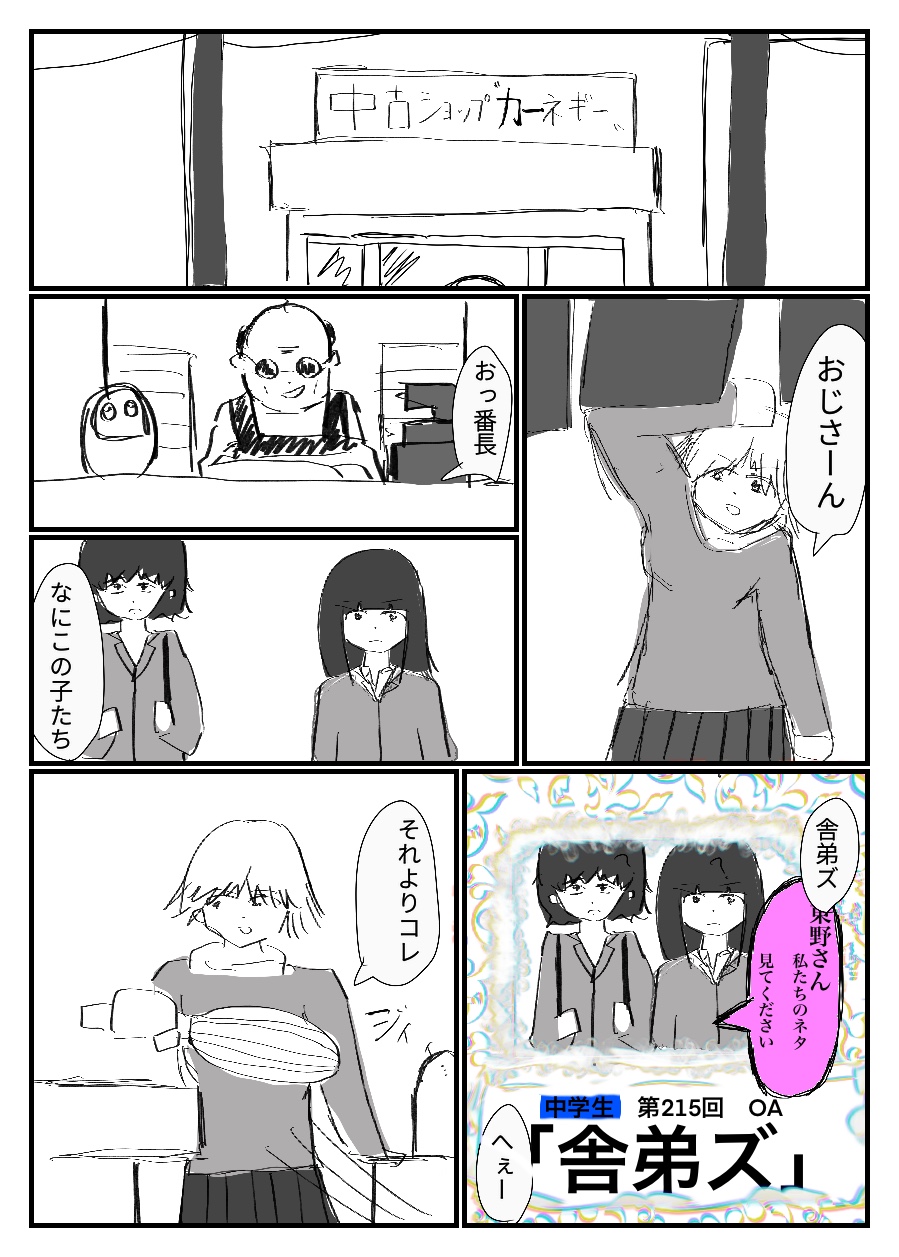 中古ショップ"カーネギー"
おじさーん
おっ番長
なにこの子たち
舎弟ズ
東野さん
私たちのネタ
見てください
中学生 第215回 OA
「舎弟ズ」
へぇー
それよりコレ
ジィ